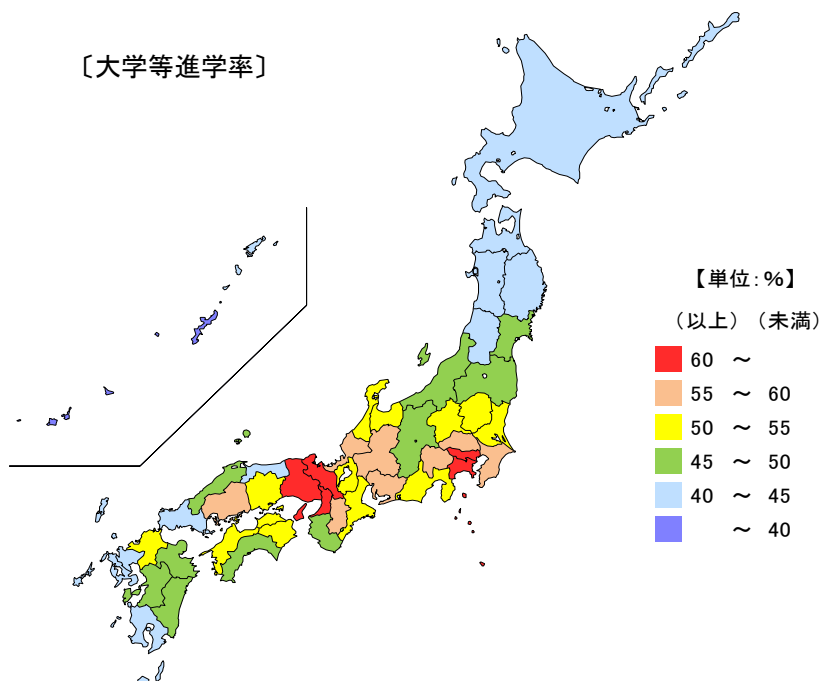 〔大学等進学率〕
【単位:%】
(以上) (未満)
60 ～
55 ～ 60
50 ～ 55
45 ～ 50
40 ～ 45
～ 40